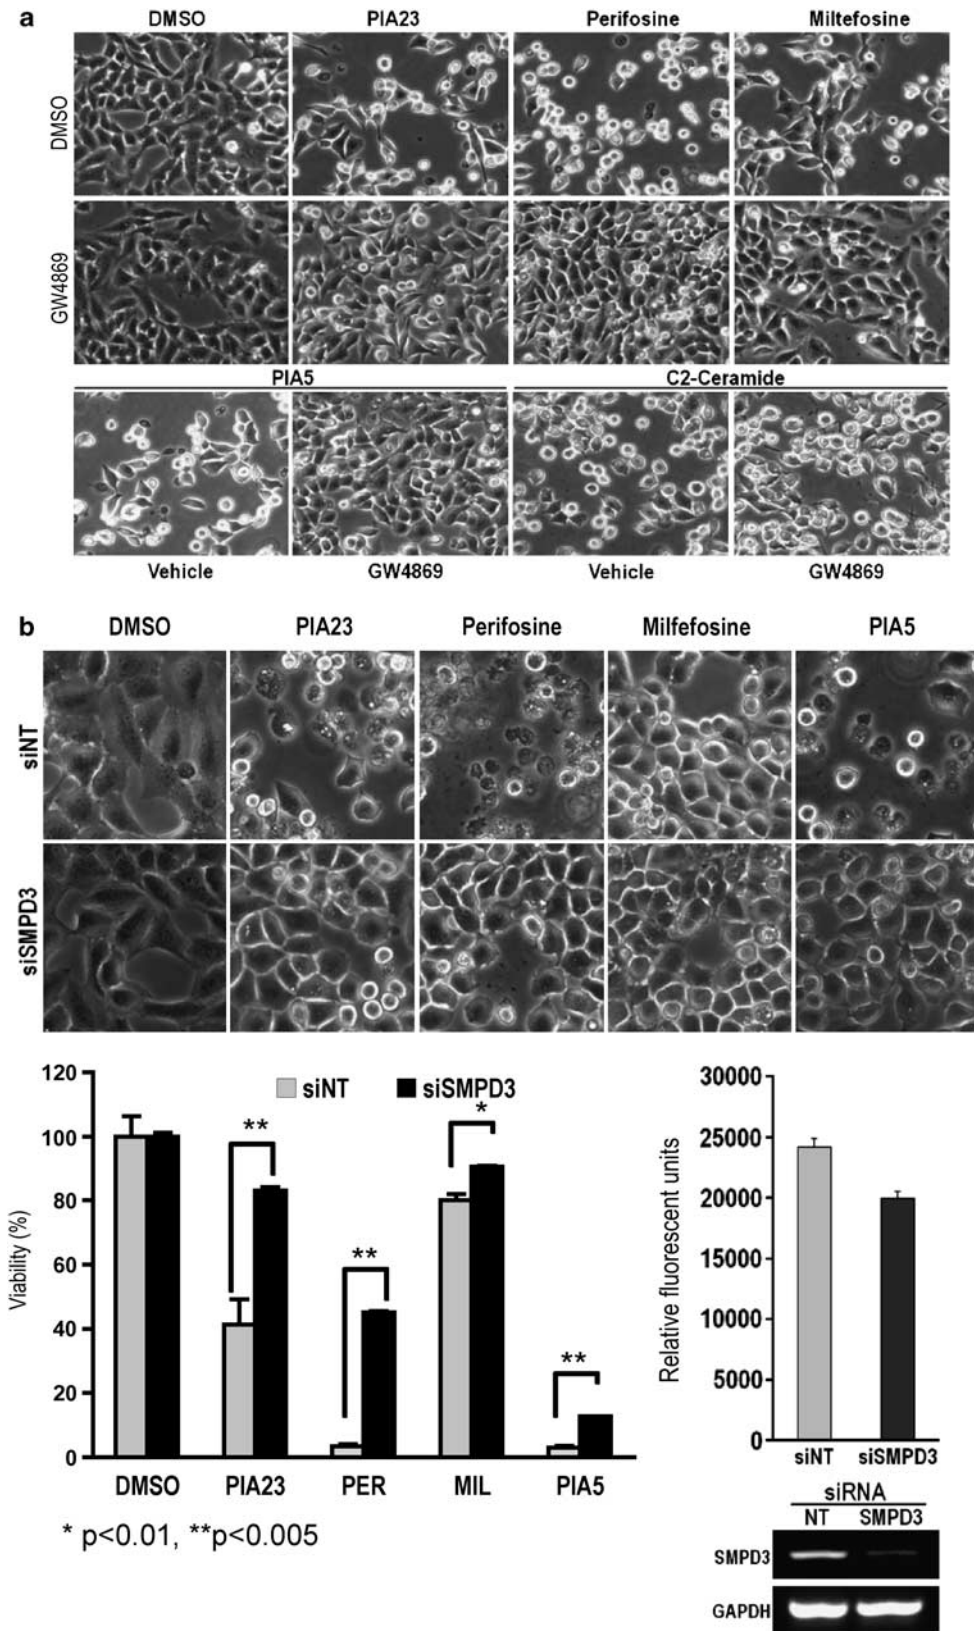 a
DMSO PIA23 Perifosine Miltefosine
DMSO
GW4869
PIA5 C2-Ceramide
Vehicle GW4869 Vehicle GW4869
b
DMSO PIA23 Perifosine Milfefosine PIA5
siNT
siSMPD3
120
100
80
60
40
20
0
Viability (%)
siNT siSMPD3
**
**
*
**
DMSO PIA23 PER MIL PIA5
* p<0.01, **p<0.005
30000
25000
20000
15000
10000
5000
0
Relative fluorescent units
siNT siSMPD3
siRNA
NT SMPD3
SMPD3
GAPDH